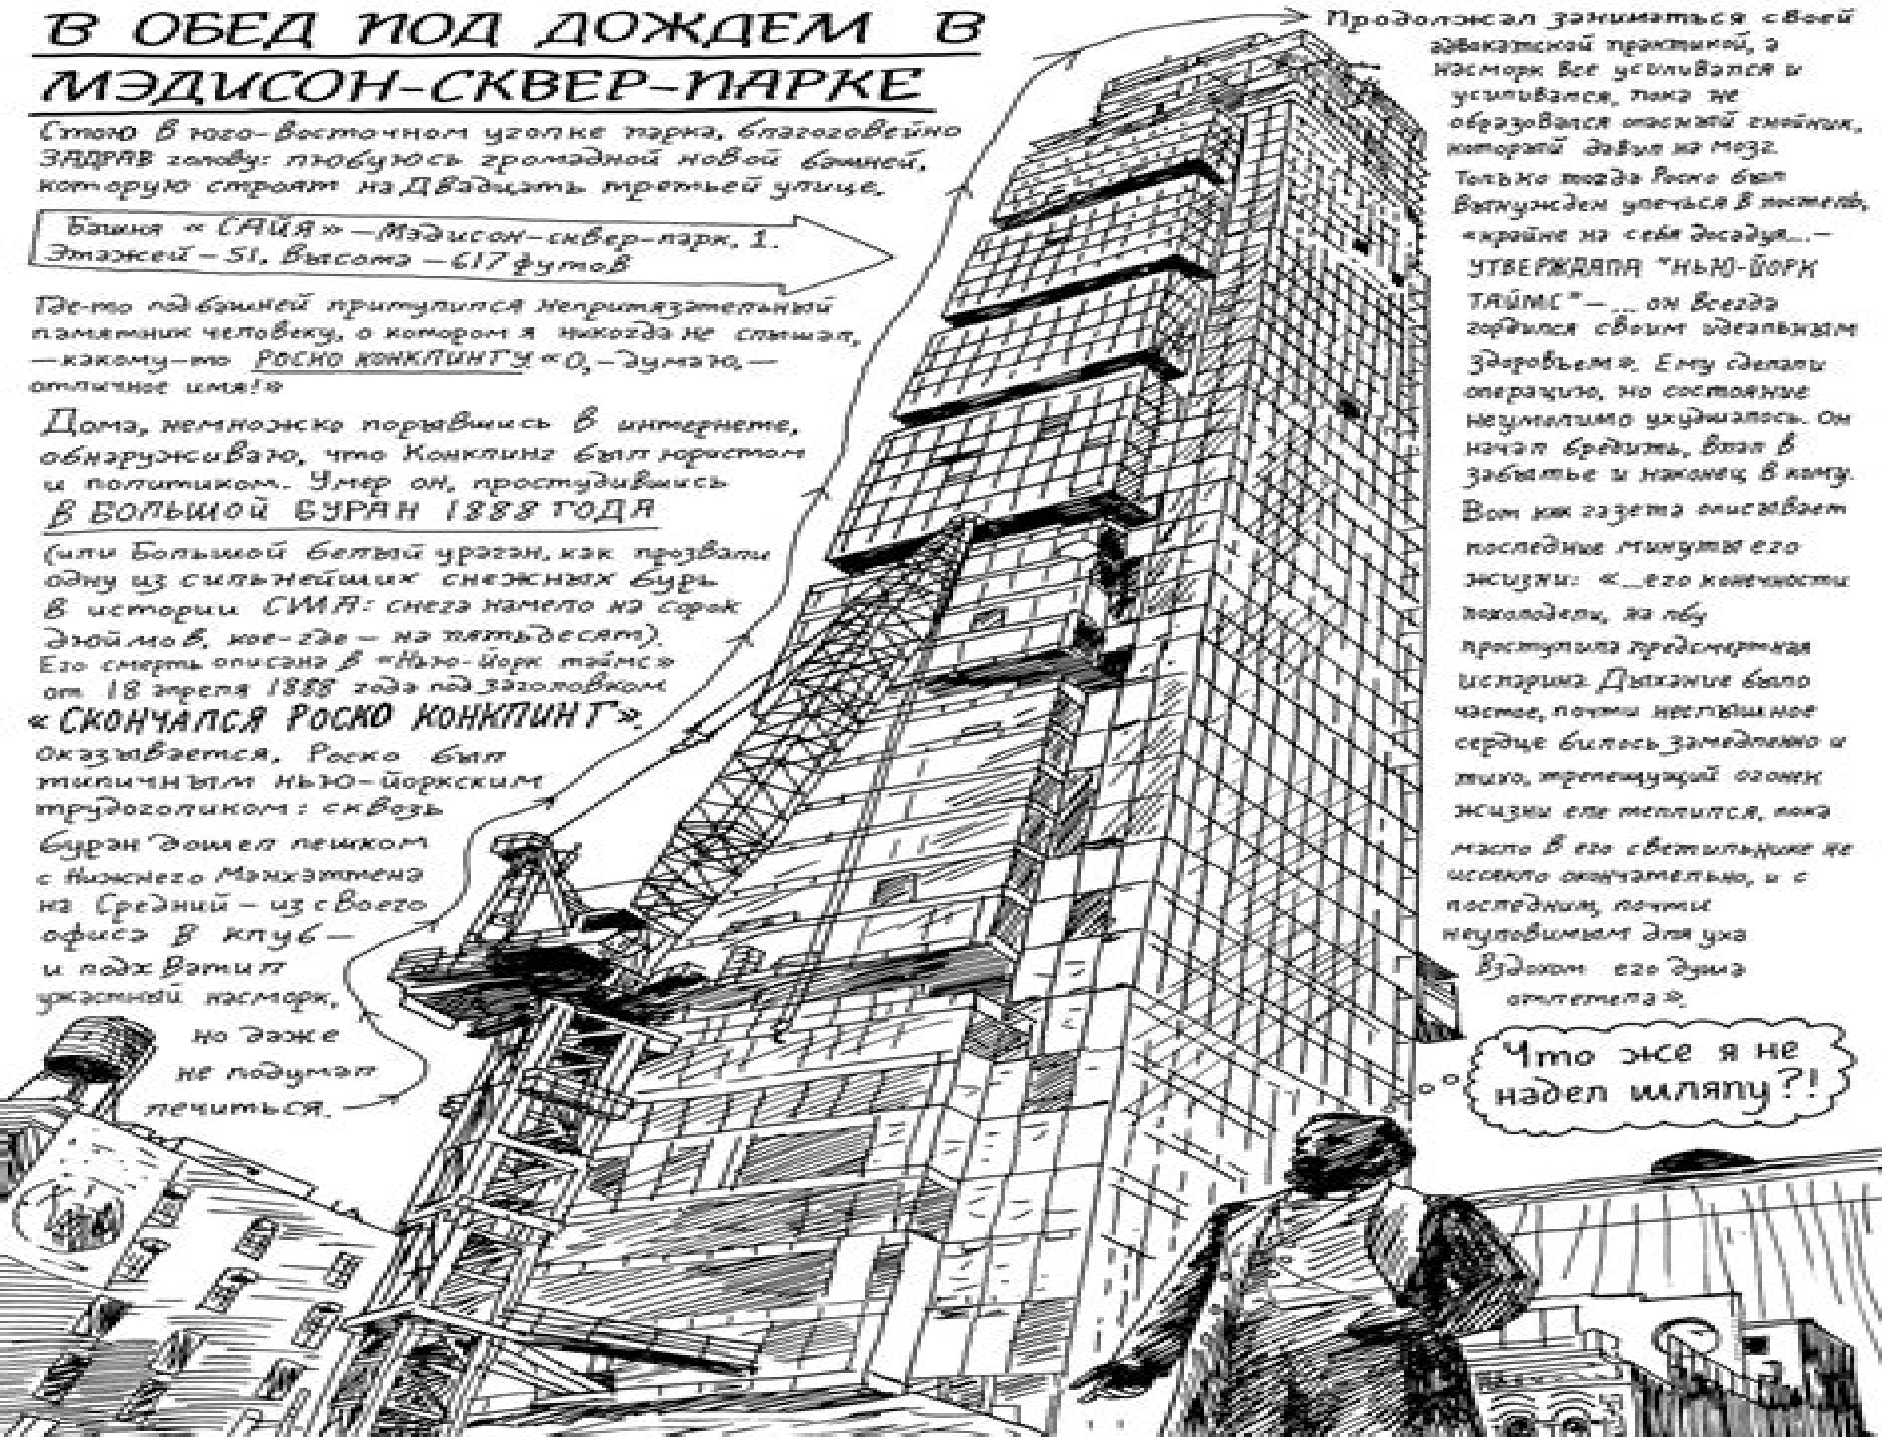 В ОБЕД ПОД ДОЖДЕМ В
МЭДИСОН-СКВЕР-ПАРКЕ
Стою в юго-восточном уголке парка, благоговейно
ЗАДРАВ голову: любуюсь громадной новой башней,
которую строят на Двадцать третьей улице.
Башня «САЙЯ» – Мэдисон-сквер-парк, 1.
Этажей – 51, высота – 617 футов
Где-то под башней притулился непритязательный
памятник человеку, о котором я никогда не слышал,
– какому-то РОСКО КОНКЛИНГУ «О, – думаю, –
отличное имя!»
Дома, немножко порывшись в интернете,
обнаруживаю, что Конклинг был юристом
и политиком. Умер он, простудившись
В БОЛЬШОЙ БУРАН 1888 ГОДА
(или Большой белый ураган, как прозвали
одну из сильнейших снежных бурь
в истории США: снега намело на сорок
дюймов, кое-где – на пятьдесят).
Его смерть описана в «Нью-Йорк таймс»
от 18 апреля 1888 года под заголовком
«СКОНЧАЛСЯ РОСКО КОНКЛИНГ».
оказывается, Роско был
типичным нью-йоркским
трудоголиком: сквозь
буран дошел пешком
с Нижнего Манхэттена
на Средний – из своего
офиса в клуб –
и подхватил
ужасный насморк,
но даже
не подумал
лечиться.
Продолжал заниматься своей
адвокатской практикой, а
насморк все усиливался и
усиливался, пока не
образовался опасный гнойник,
который давил на мозг.
Только тогда Роско был
вынужден улечься в постель,
«крайне на себя досадуя... –
УТВЕРЖДАЛА "НЬЮ-ЙОРК
ТАЙМС" – ... он всегда
гордился своим идеальным
здоровьем». Ему сделали
операцию, но состояние
неумолимо ухудшалось. Он
начал бредить, впал в
забытье и наконец в кому.
Вот как газета описывает
последние минуты его
жизни: «...его конечности
похолодели, на лбу
проступила предсмертная
испарина Дыхание было
частое, почти неслышное
сердце билось замедленно и
тихо, трепещущий огонек
жизни еле теплился, пока
масло в его светильнике не
иссякло окончательно, и с
последним, почти
неуловимым для уха
вздохом его душа
отлетела».
Что же я не
надел шляпу?!